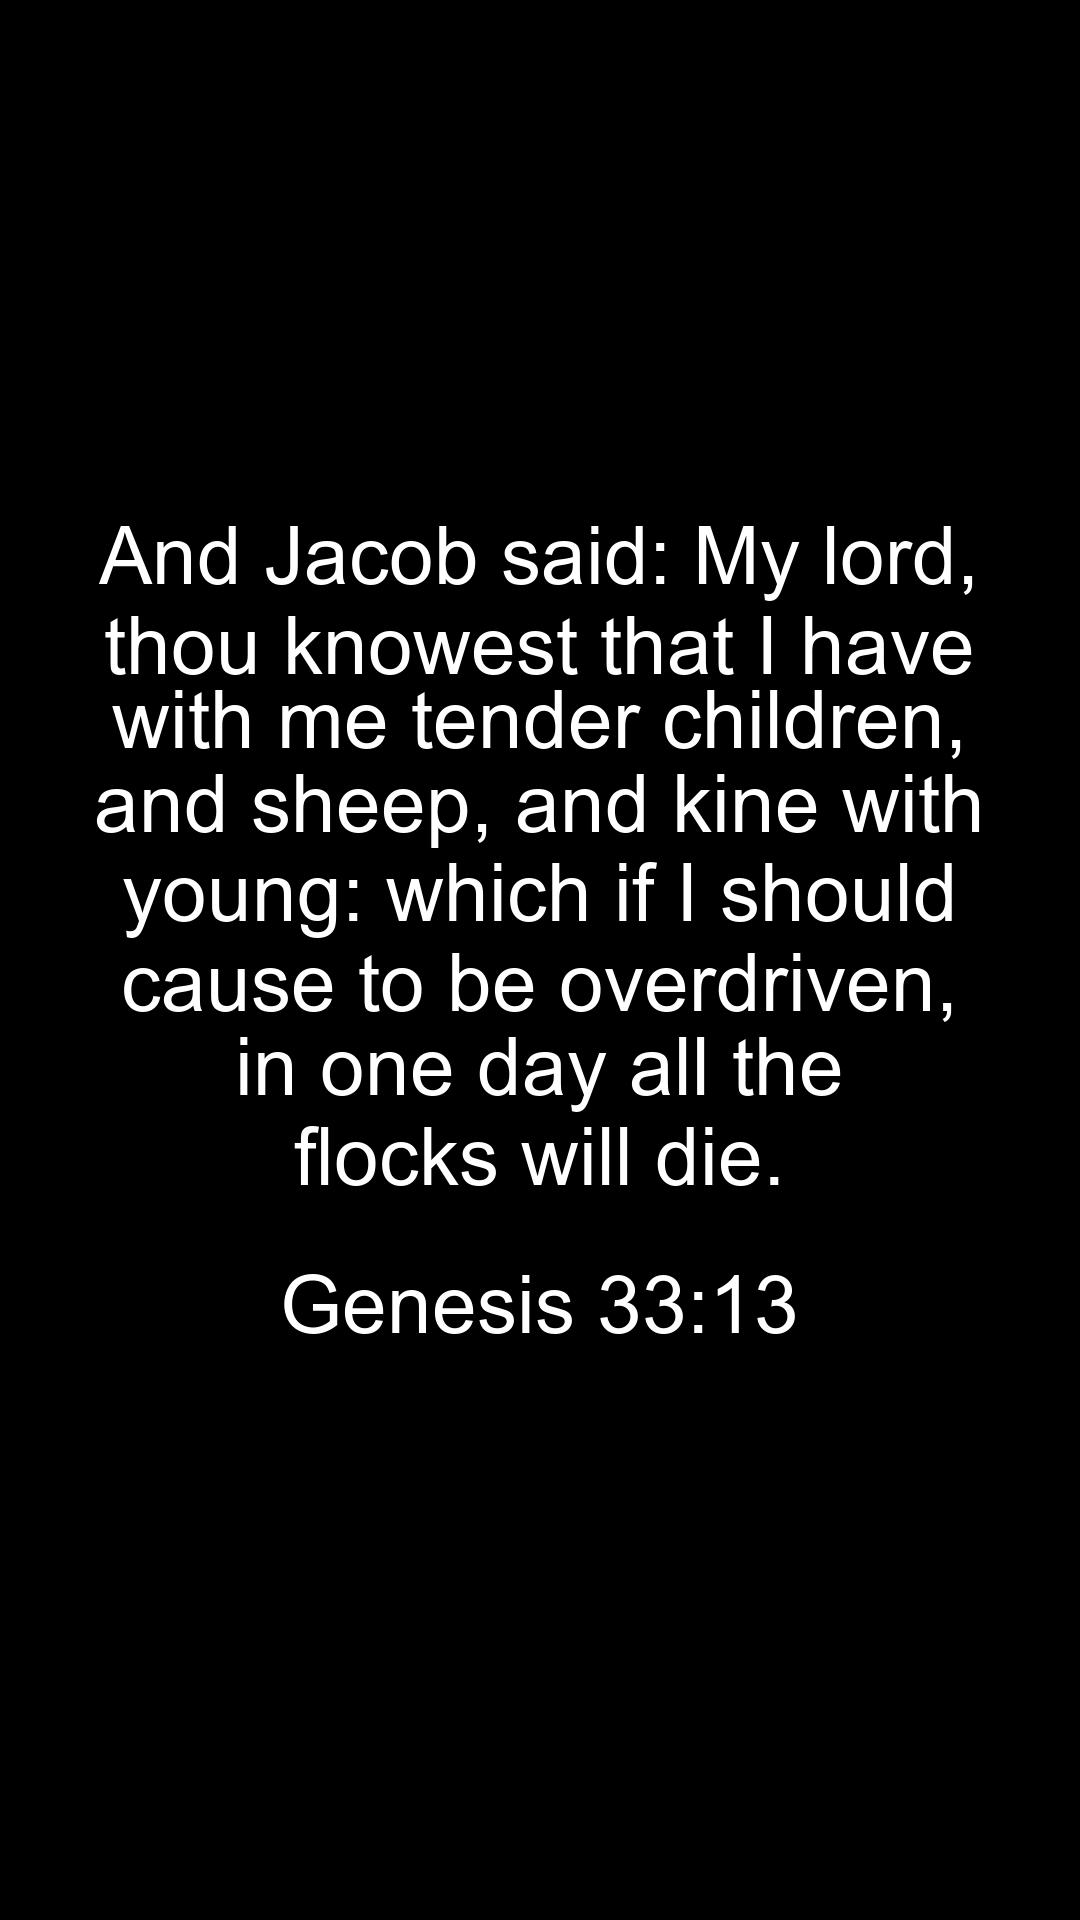 And Jacob said: My lord,
thou knowest that I have
with me tender children,
and sheep, and kine with
young: which if I should
cause to be overdriven,
in one day all the
flocks will die.
Genesis 33:13